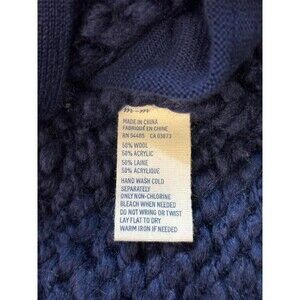 m-m
MADE IN CHINA
FABRIQUÉ EN CHINE
RN 54485 CA 03873
50% WOOL
50% ACRYLIC
50% LAINE
50% ACRYLIQUE
HAND WASH COLD
SEPARATELY
ONLY NON-CHLORINE
BLEACH WHEN NEEDED
DO NOT WRING OR TWIST
LAY FLAT TO DRY
WARM IRON IF NEEDED